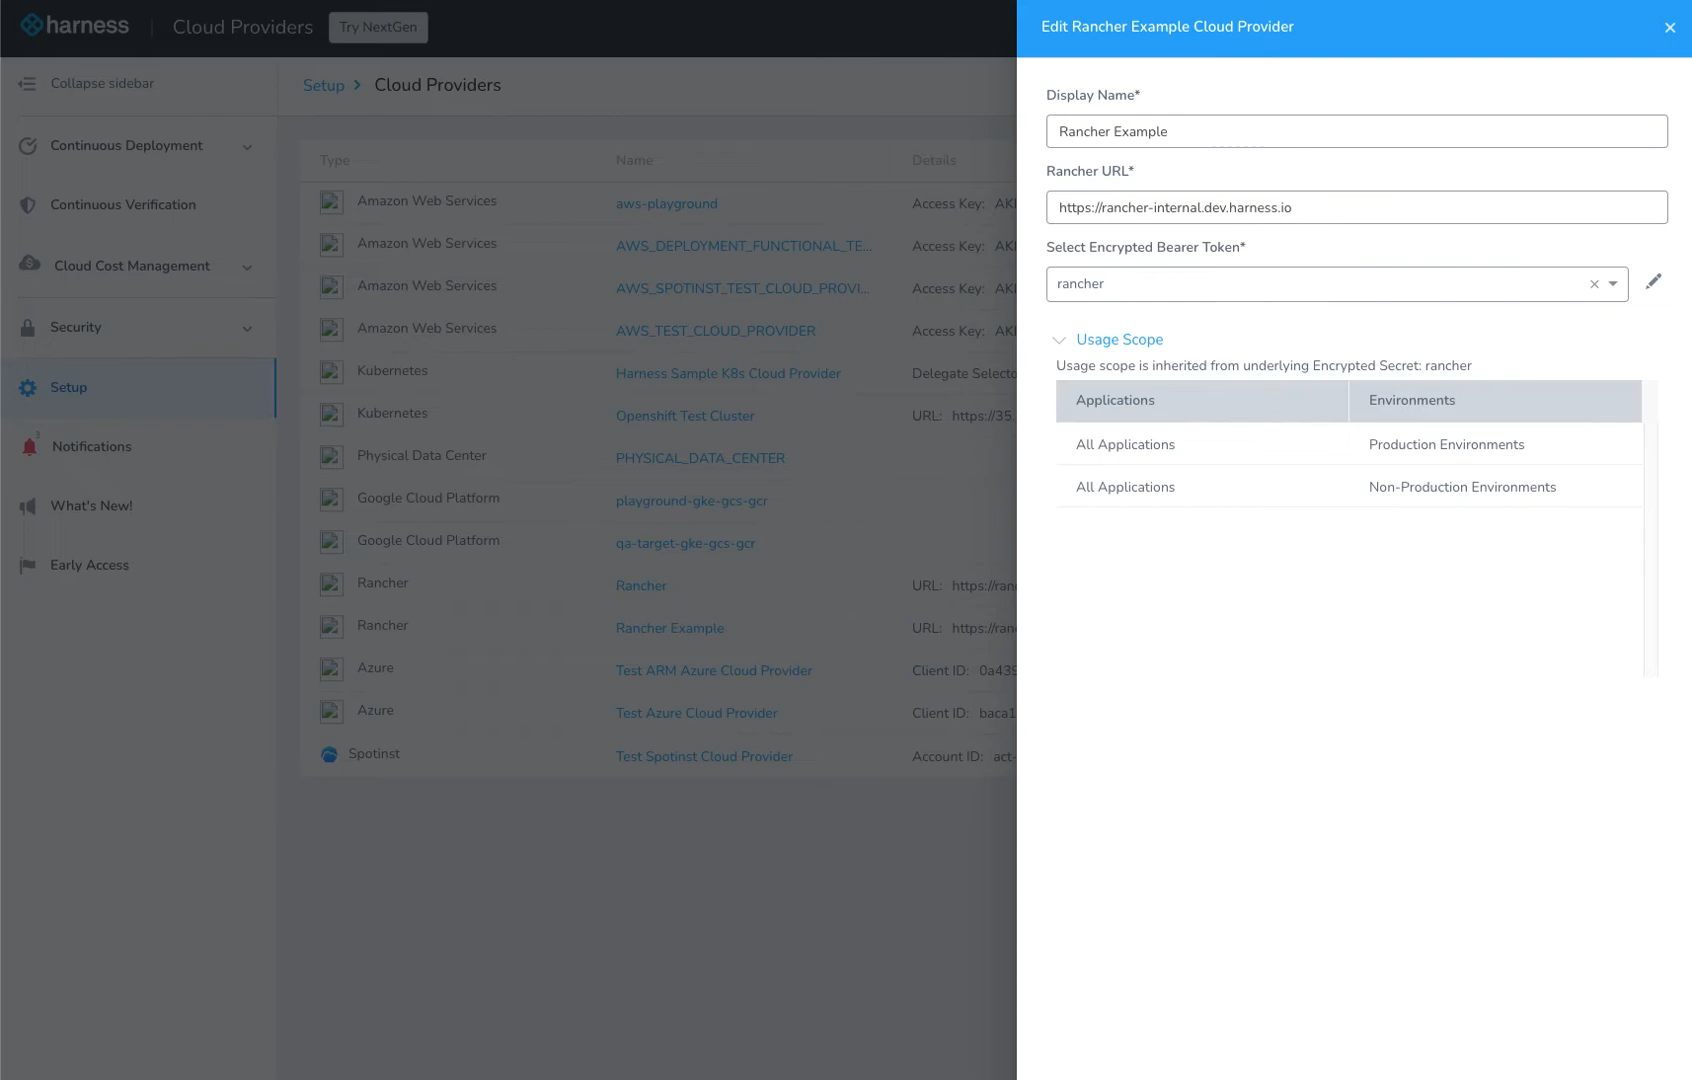 harness | Cloud Providers Try NextGen
Edit Rancher Example Cloud Provider
Collapse sidebar
Continuous Deployment
Continuous Verification
Cloud Cost Management
Security
Setup
Notifications
What's New!
Early Access
Setup > Cloud Providers
Type Name Details
Amazon Web Services aws-playground Access Key: AKI
Amazon Web Services AWS_DEPLOYMENT_FUNCTIONAL_TE... Access Key: AKI
Amazon Web Services AWS_SPOTINST_TEST_CLOUD_PROVI... Access Key: AKI
Amazon Web Services AWS_TEST_CLOUD_PROVIDER Access Key: AKI
Kubernetes Harness Sample K8s Cloud Provider Delegate Selecto
Kubernetes Openshift Test Cluster URL: https://35.
Physical Data Center PHYSICAL_DATA_CENTER
Google Cloud Platform playground-gke-gcs-gcr
Google Cloud Platform qa-target-gke-gcs-gcr
Rancher Rancher URL: https://ran
Rancher Rancher Example URL: https://ran
Azure Test ARM Azure Cloud Provider Client ID: 0a439
Azure Test Azure Cloud Provider Client ID: baca1
Spotinst Test Spotinst Cloud Provider Account ID: act-
Display Name*
Rancher Example
Rancher URL*
https://rancher-internal.dev.harness.io
Select Encrypted Bearer Token*
rancher
Usage Scope
Usage scope is inherited from underlying Encrypted Secret: rancher
Applications Environments
All Applications Production Environments
All Applications Non-Production Environments